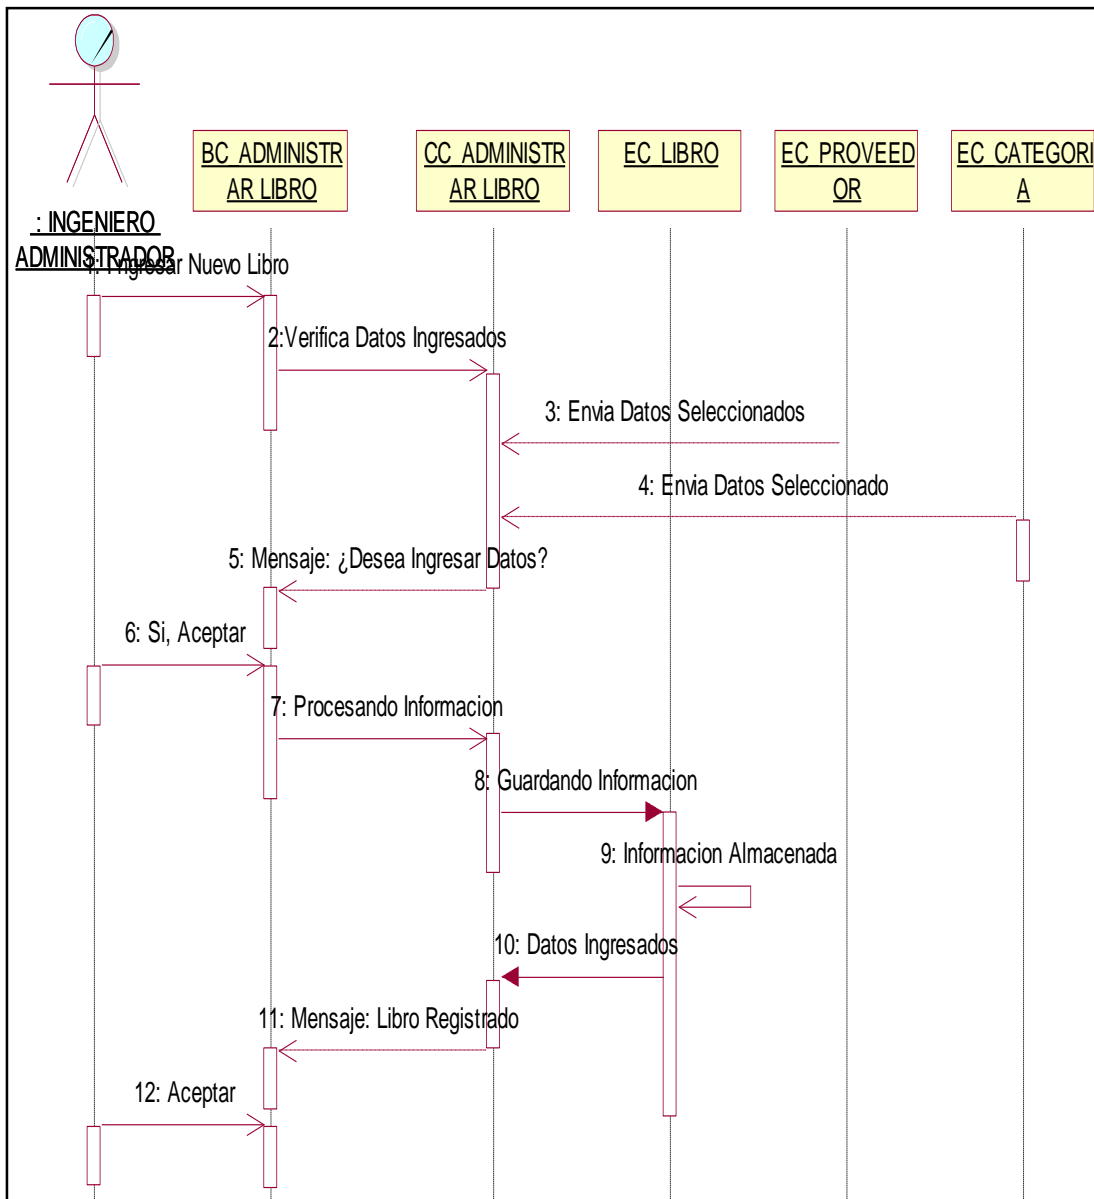 BC ADMINISTR
AR LIBRO
CC ADMINISTR
AR LIBRO
EC LIBRO
EC PROVEED
OR
EC CATEGORI
A
: INGENIERO
ADMINISTRADOR
Nuevo Libro
2:Verifica Datos Ingresados
3: Envia Datos Seleccionados
4: Envia Datos Seleccionado
5: Mensaje: ¿Desea Ingresar Datos?
6: Si, Aceptar
7: Procesando Informacion
8: Guardando Informacion
9: Informacion Almacenada
10: Datos Ingresados
11: Mensaje: Libro Registrado
12: Aceptar